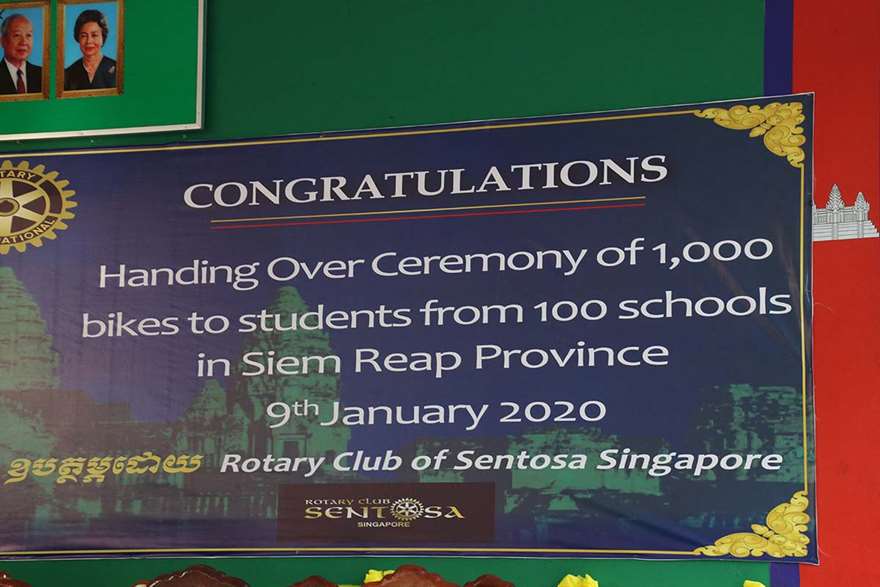 ROTARY
INTERNATIONAL
CONGRATULATIONS
Handing Over Ceremony of 1,000
bikes to students from 100 schools
in Siem Reap Province
9th January 2020
ឧបត្ថម្ភដោយ Rotary Club of Sentosa Singapore
ROTARY CLUB
SENTOSA
SINGAPORE